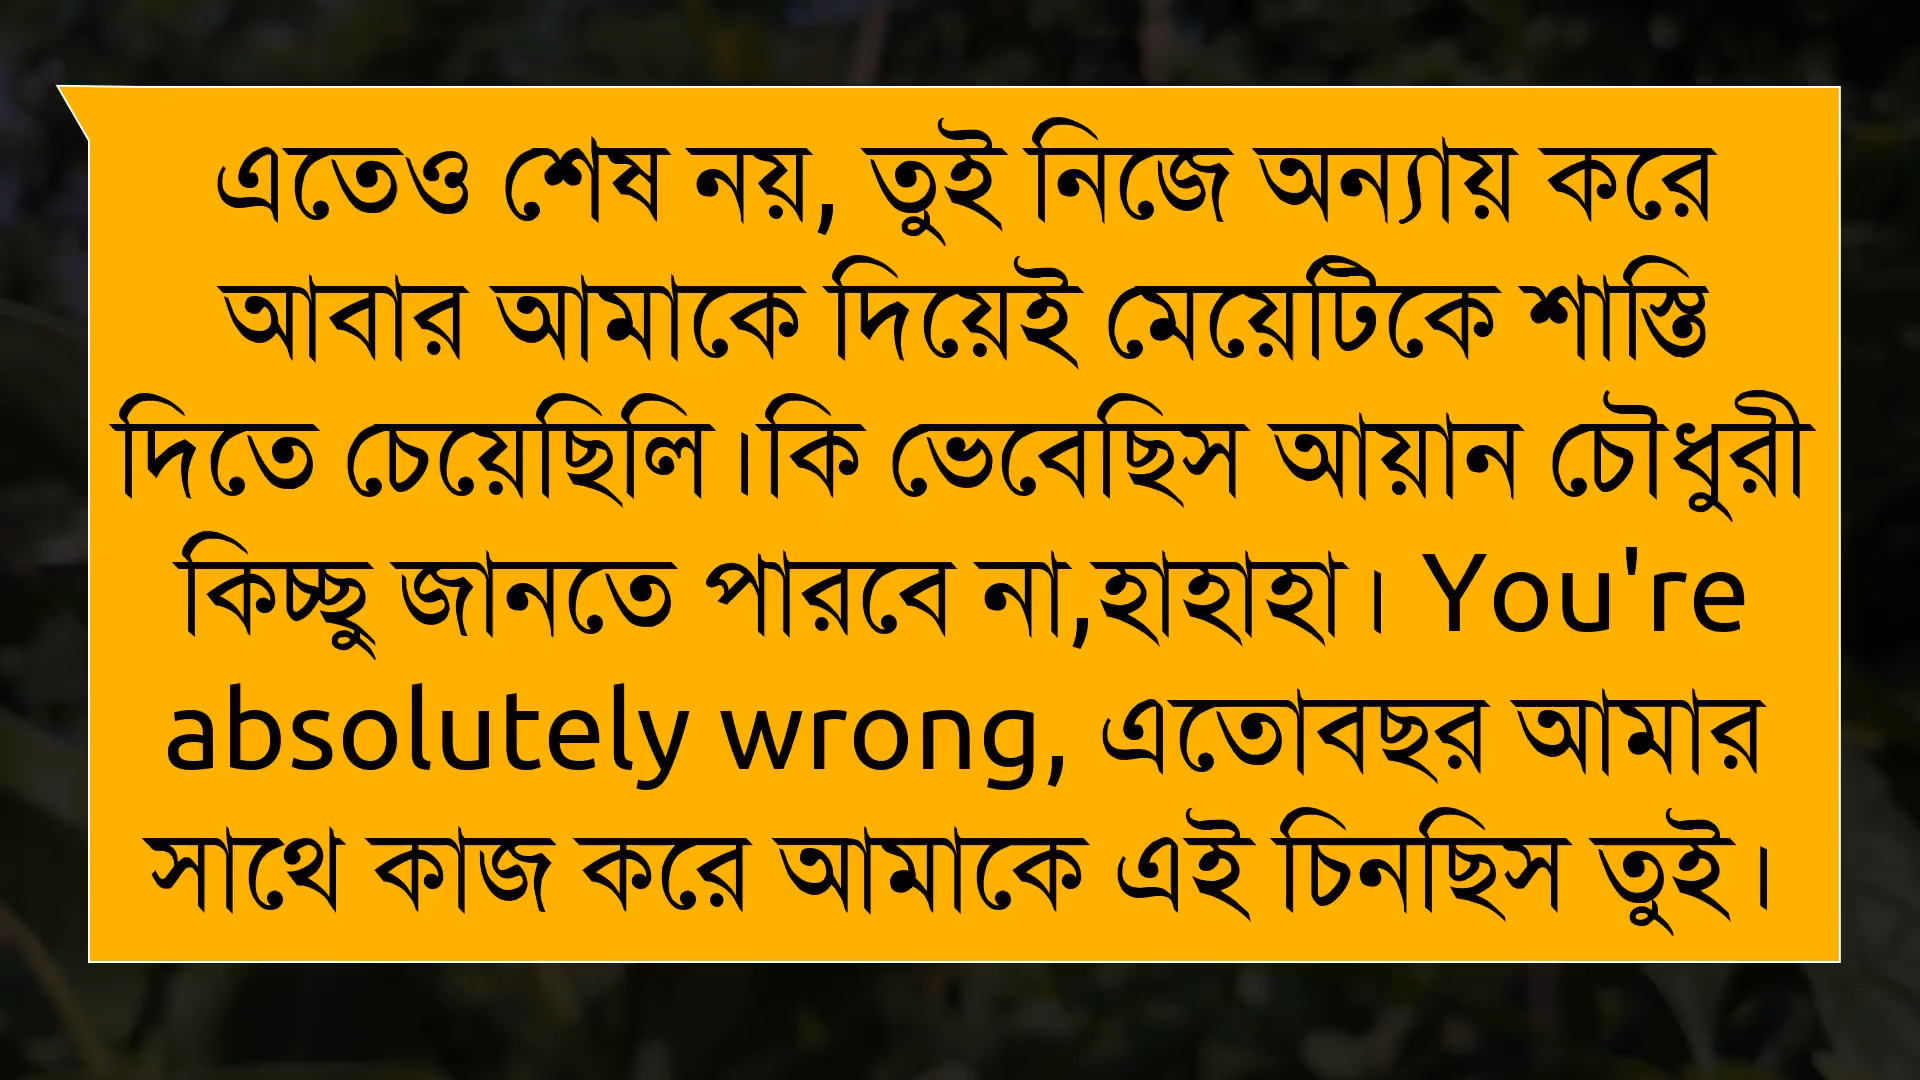 এতেও শেষ নয়, তুই নিজে অন্যায় করে
আবার আমাকে দিয়েই মেয়েটিকে শাস্তি
দিতে চেয়েছিলি।কি ভেবেছিস আয়ান চৌধুরী
কিচ্ছু জানতে পারবে না,হাহাহা। You're
absolutely wrong, এতোবছর আমার
সাথে কাজ করে আমাকে এই চিনছিস তুই।